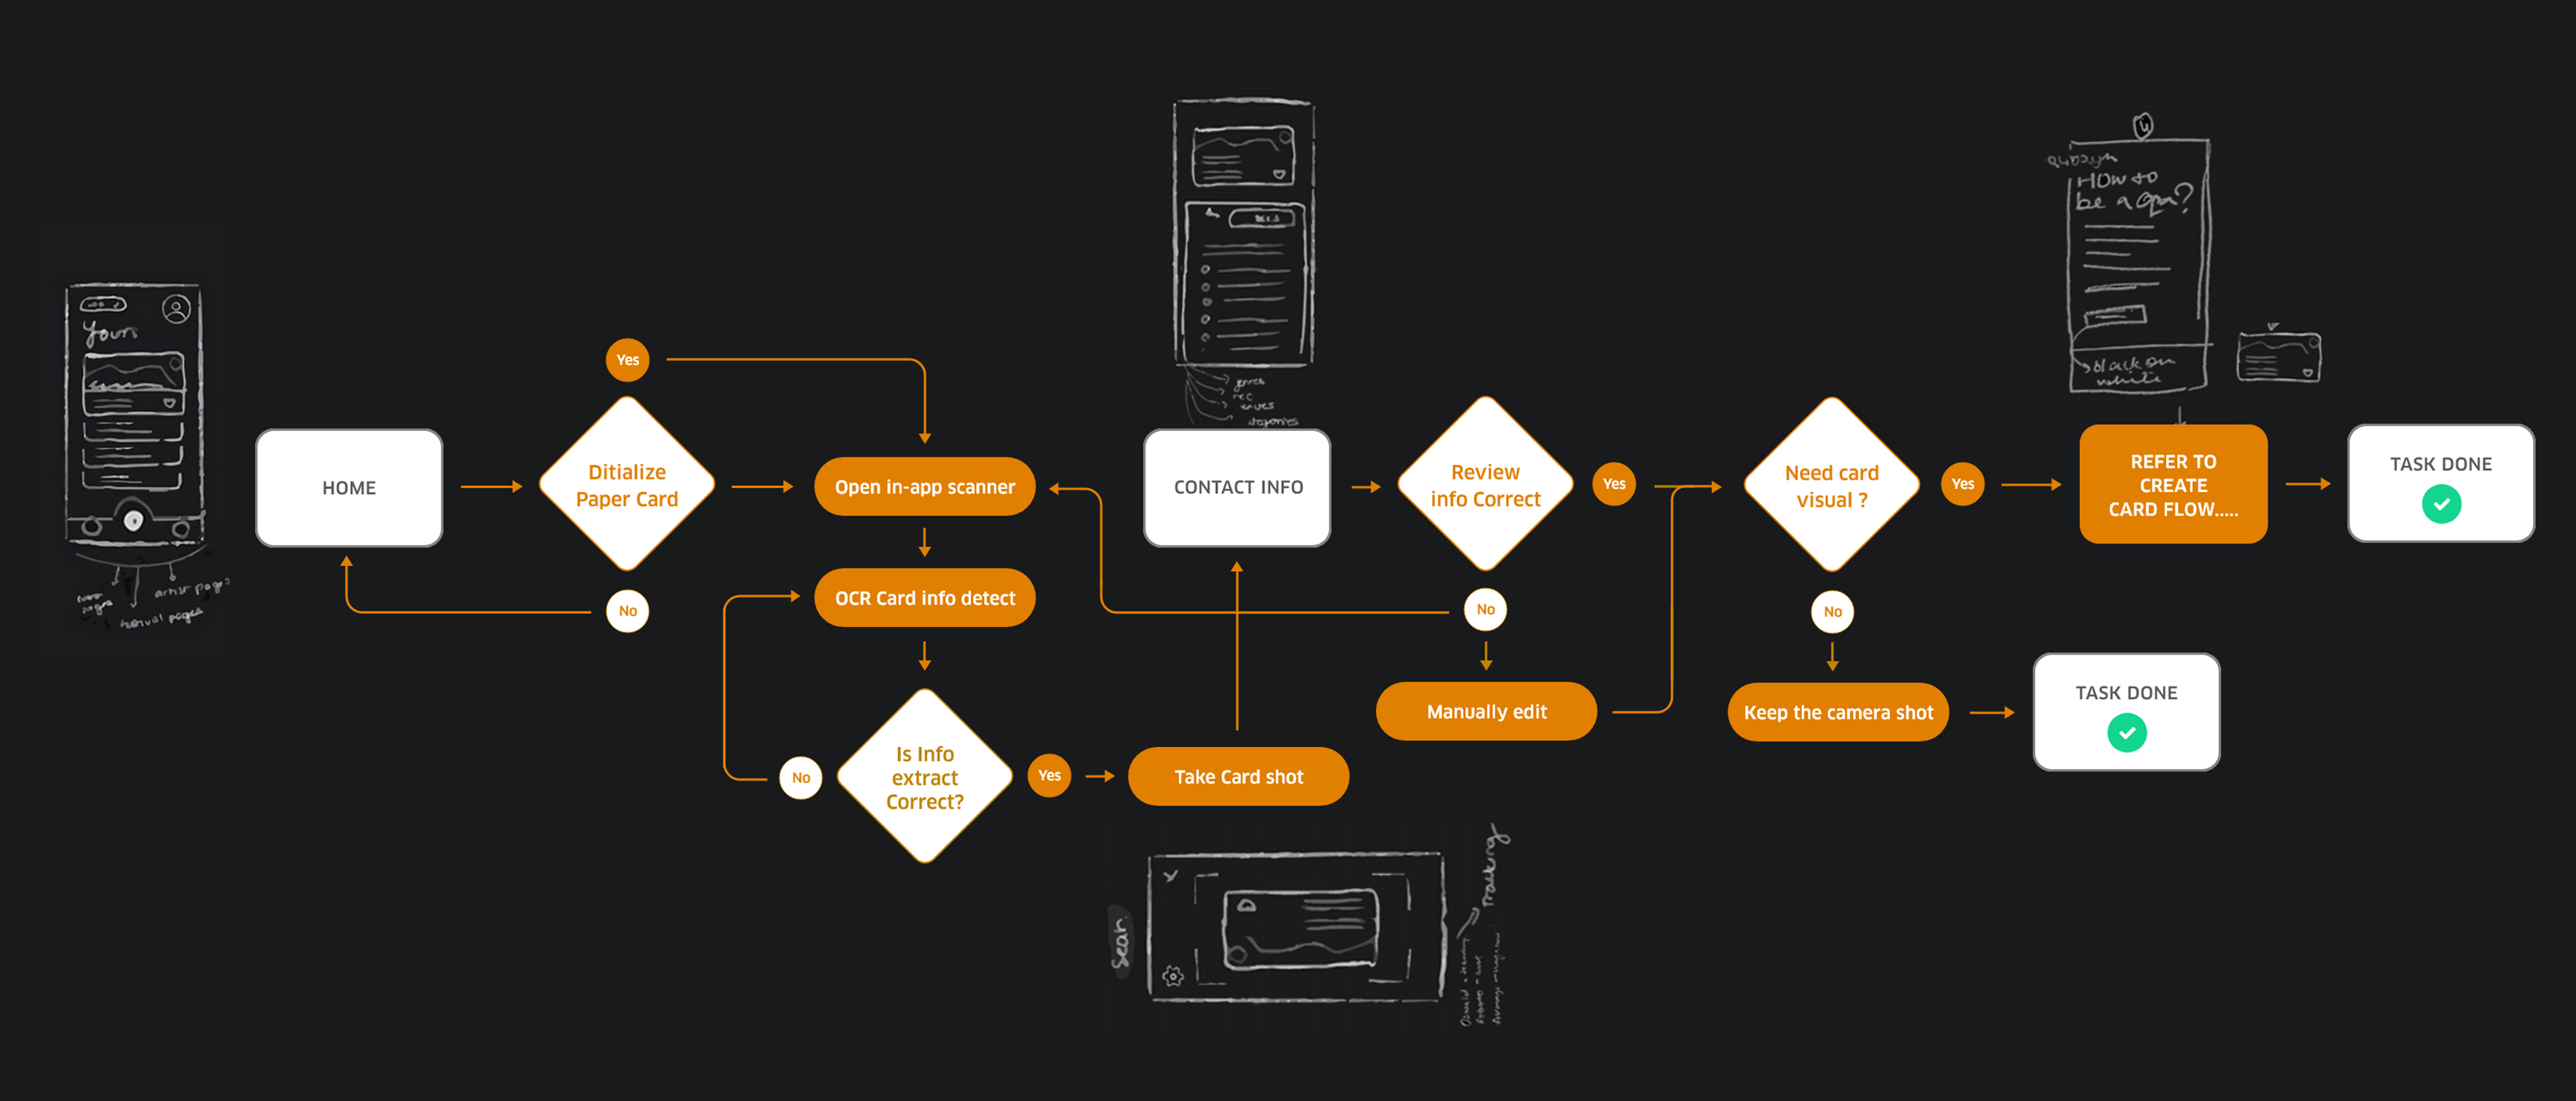 Yours
HOME
Yes
Ditialize
Paper Card
No
Open in-app scanner
OCR Card info detect
Is Info
extract
Correct?
No
Yes
Take Card shot
CONTACT INFO
genres
rec
Review
info Correct
Yes
No
Manually edit
Need card
visual ?
Yes
No
Keep the camera shot
TASK DONE
How to
be a
black on
white
REFER TO
CREATE
CARD FLOW.....
TASK DONE
artist pages
pages
Tracking